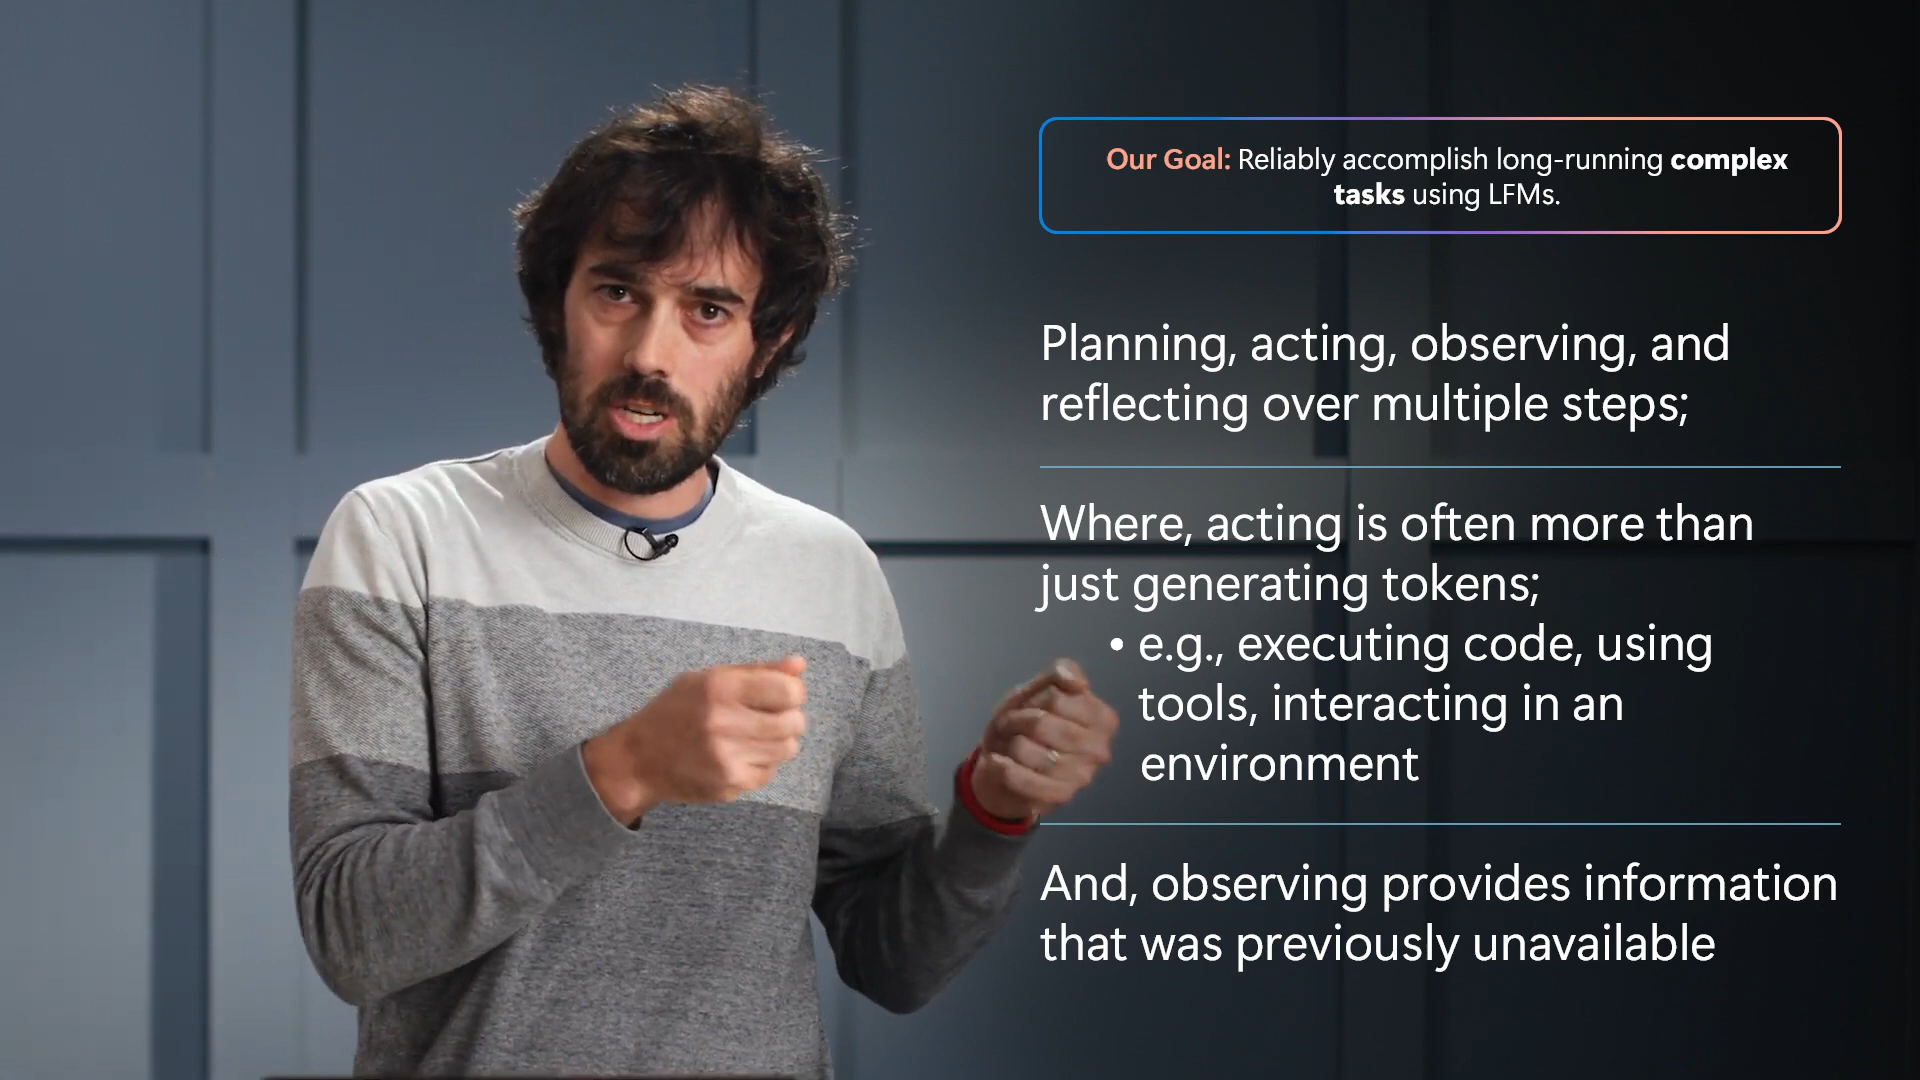 Our Goal: Reliably accomplish long-running complex
tasks using LFMs.
Planning, acting, observing, and
reflecting over multiple steps;
Where, acting is often more than
just generating tokens;
• e.g., executing code, using
tools, interacting in an
environment
And, observing provides information
that was previously unavailable